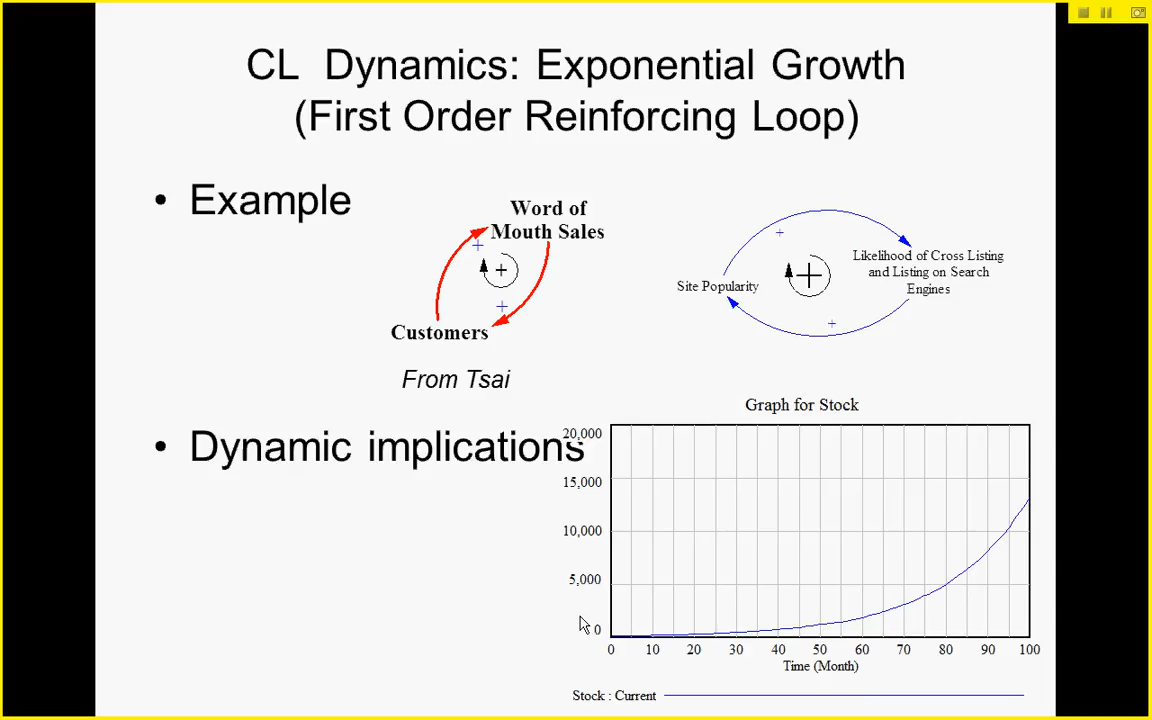 CL Dynamics: Exponential Growth
(First Order Reinforcing Loop)
• Example
Word of
Mouth Sales
+
+
+
Customers
From Tsai
+
Likelihood of Cross Listing
and Listing on Search
Engines
Site Popularity
+
+
• Dynamic implications
Graph for Stock
20,000
15,000
10,000
5,000
0
0 10 20 30 40 50 60 70 80 90 100
Time (Month)
Stock : Current